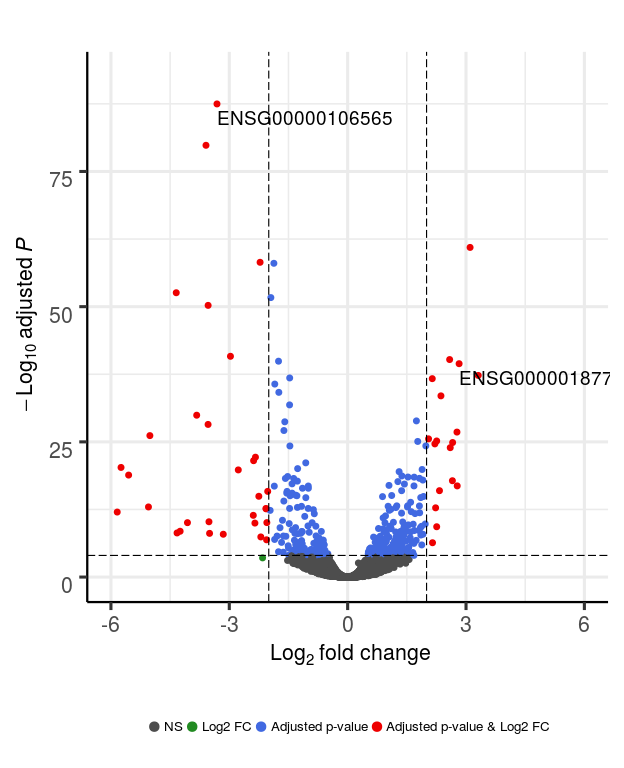 ENSG00000106565
75
50
25
0
ENSG000001877
−Log10 adjusted P
-6 -3 0 3 6
Log2 fold change
NS Log2 FC Adjusted p-value Adjusted p-value & Log2 FC